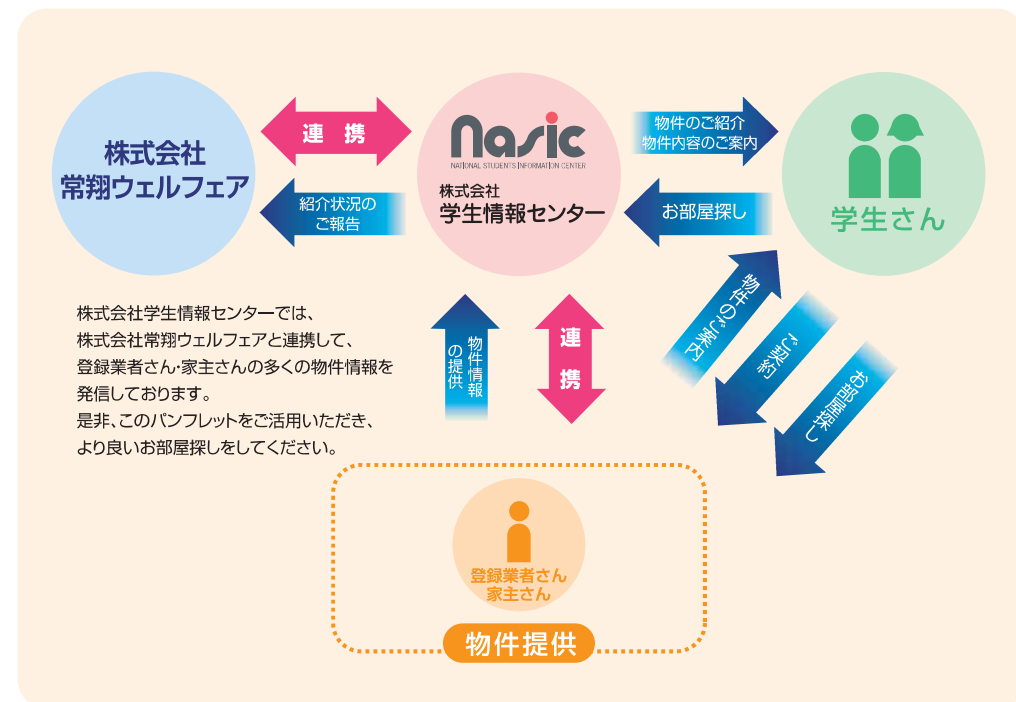 株式会社
常翔ウェルフェア
連 携
紹介状況の
ご報告
nasic
NATIONAL STUDENTS INFORMATION CENTER
株式会社
学生情報センター
物件のご紹介
物件内容のご案内
お部屋探し
学生さん
株式会社学生情報センターでは、
株式会社常翔ウェルフェアと連携して、
登録業者さん・家主さんの多くの物件情報を
発信しております。
是非、このパンフレットをご活用いただき、
より良いお部屋探しをしてください。
物件情報
の提供
連携
物件のご案内
ご契約
お部屋探し
登録業者さん
家主さん
物件提供